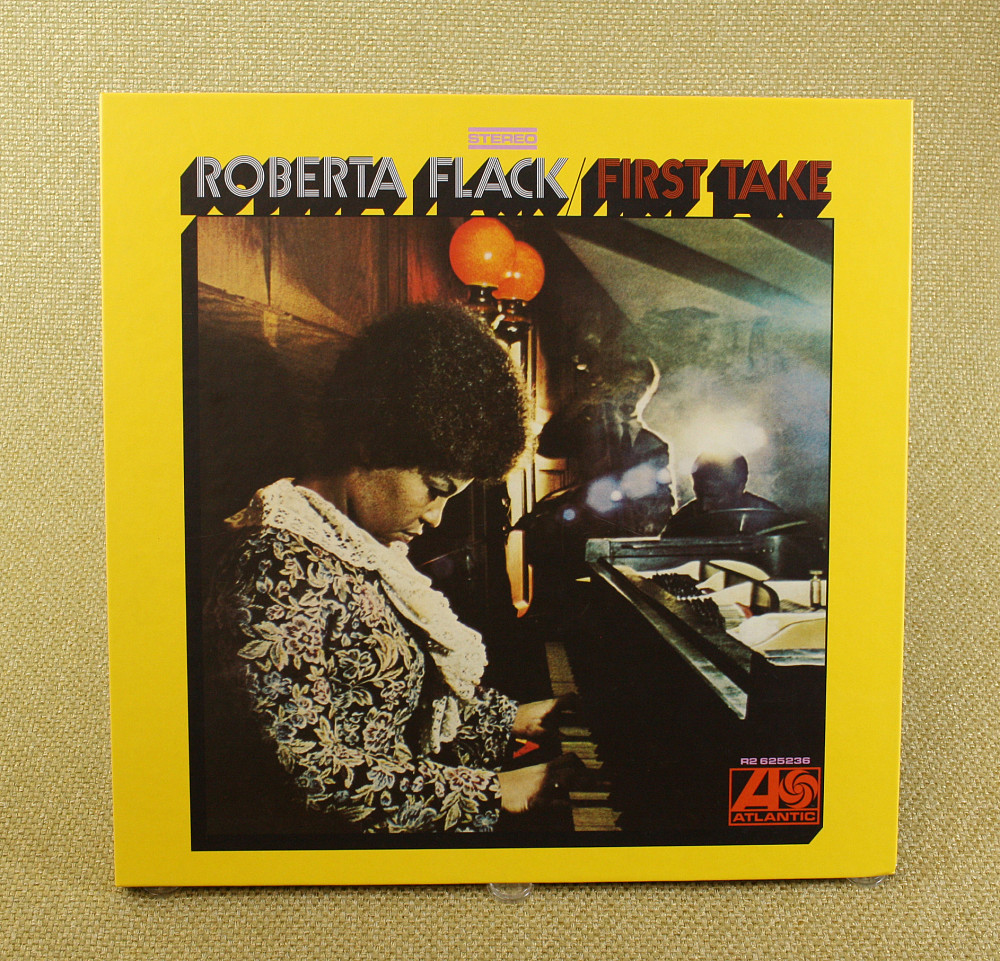 STEREO
ROBERTA FLACK/FIRST TAKE
R2 625236
ATLANTIC